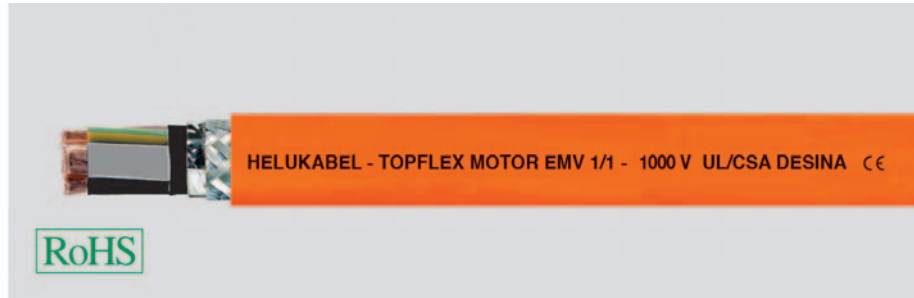 HELUKABEL - TOPFLEX MOTOR EMV 1/1 - 1000 V UL/CSA DESINA CE
RoHS